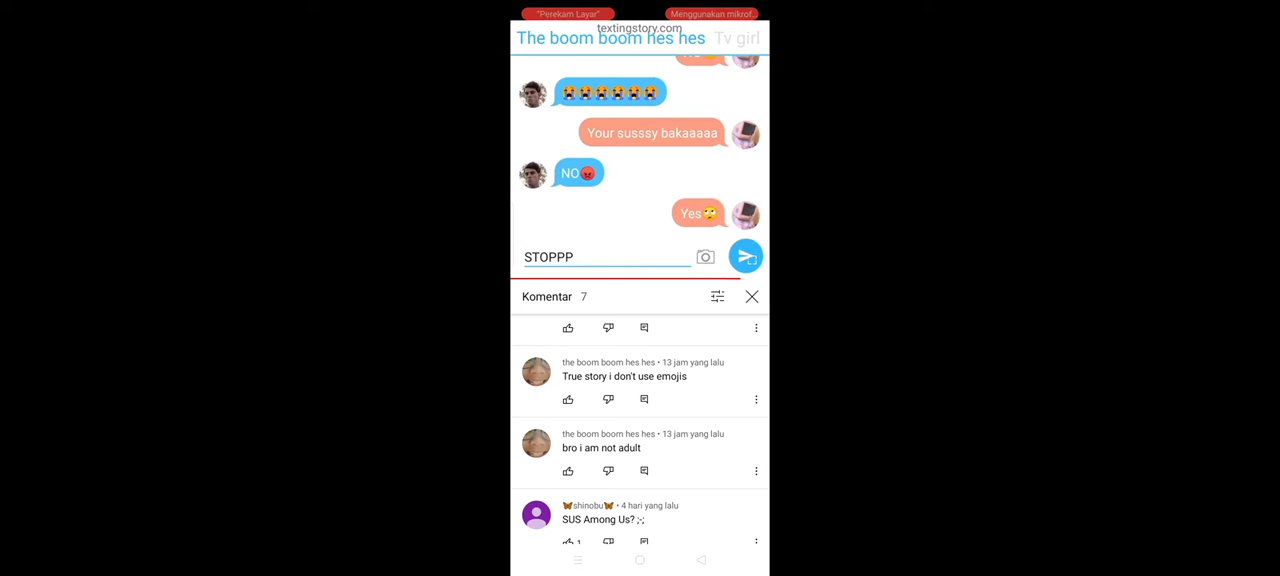 "Perekam Layar"
Menggunakan mikrof..
textingstory.com
The boom boom hes hes
Tv girl
Your susssy bakaaaaa
NO
Yes
STOPPP
Komentar 7
the boom boom hes hes • 13 jam yang lalu
True story i don't use emojis
the boom boom hes hes • 13 jam yang lalu
bro i am not adult
🦋shinobu🦋 • 4 hari yang lalu
SUS Among Us? ;-;
1